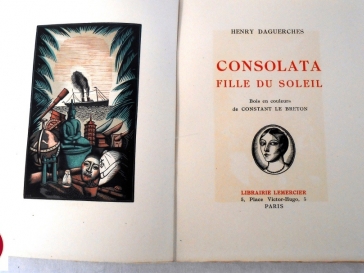 HENRY DAGUERCHES
CONSOLATA
FILLE DU SOLEIL
Bois en couleurs
de CONSTANT LE BRETON
LIBRAIRIE LEMERCIER
5, Place Victor-Hugo, 5
PARIS